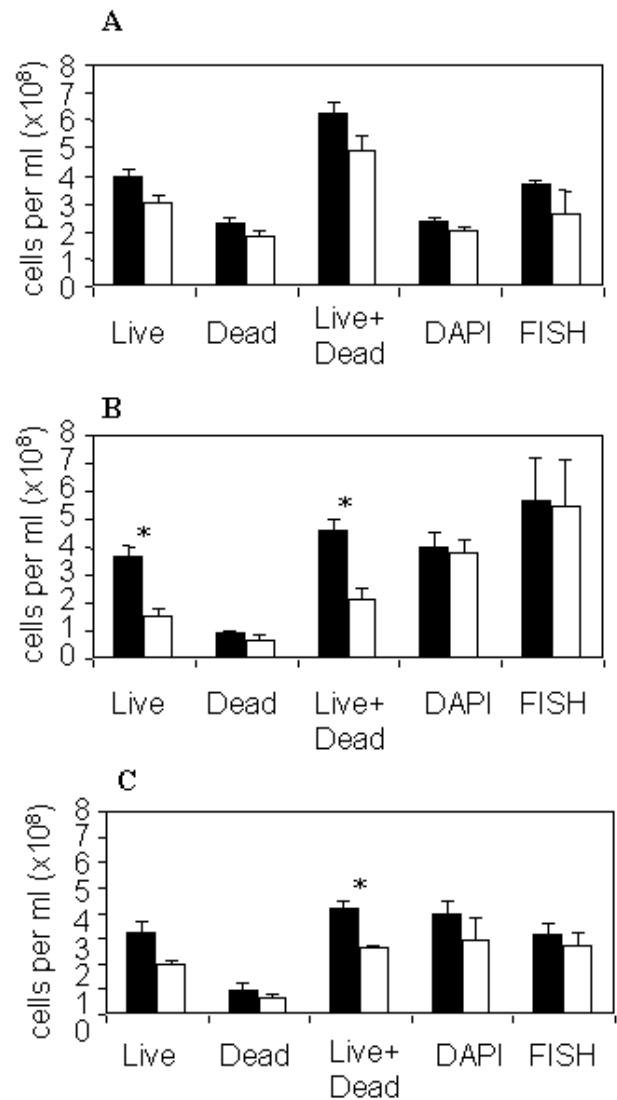 A
cells per ml (x10⁸)
8
7
6
5
4
3
2
1
0
Live Dead Live+ DAPI FISH
Dead
B
cells per ml (x10⁸)
8
7
6
5
4
3
2
1
0
* *
Live Dead Live+ DAPI FISH
Dead
C
cells per ml (x10⁸)
8
7
6
5
4
3
2
1
0
*
Live Dead Live+ DAPI FISH
Dead